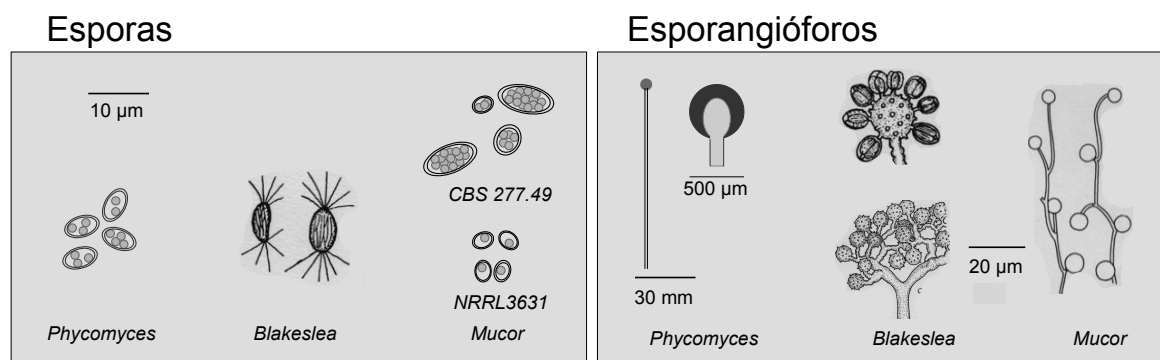 Esporas
10 µm
CBS 277.49
NRRL3631
Phycomyces
Blakeslea
Mucor
Esporangióforos
500 µm
c
20 µm
30 mm
Phycomyces
Blakeslea
Mucor